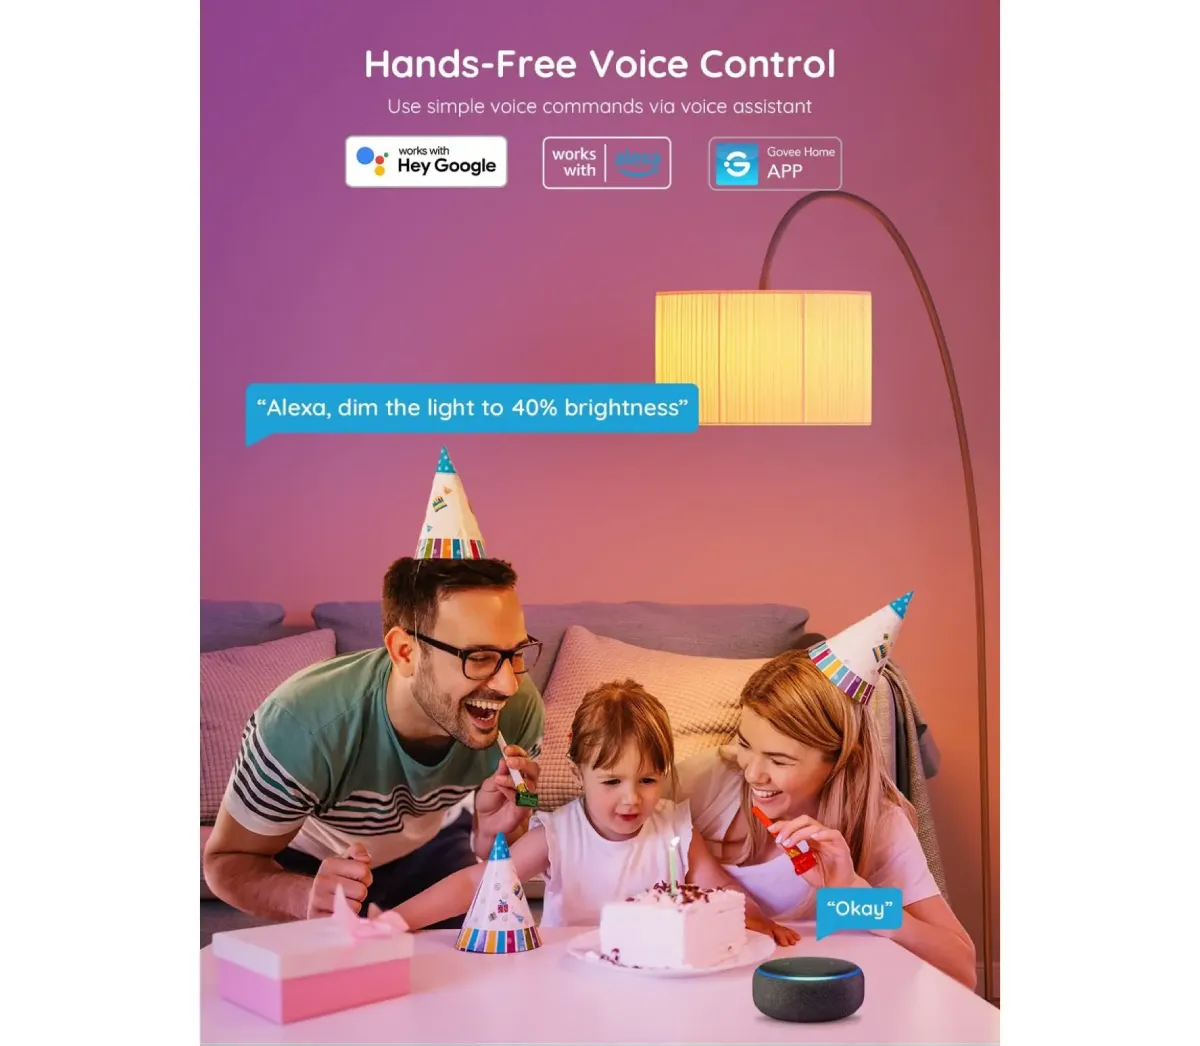 Hands-Free Voice Control
Use simple voice commands via voice assistant
works with
Hey Google
works
with
alexa
Govee Home
APP
“Alexa, dim the light to 40% brightness”
“Okay”